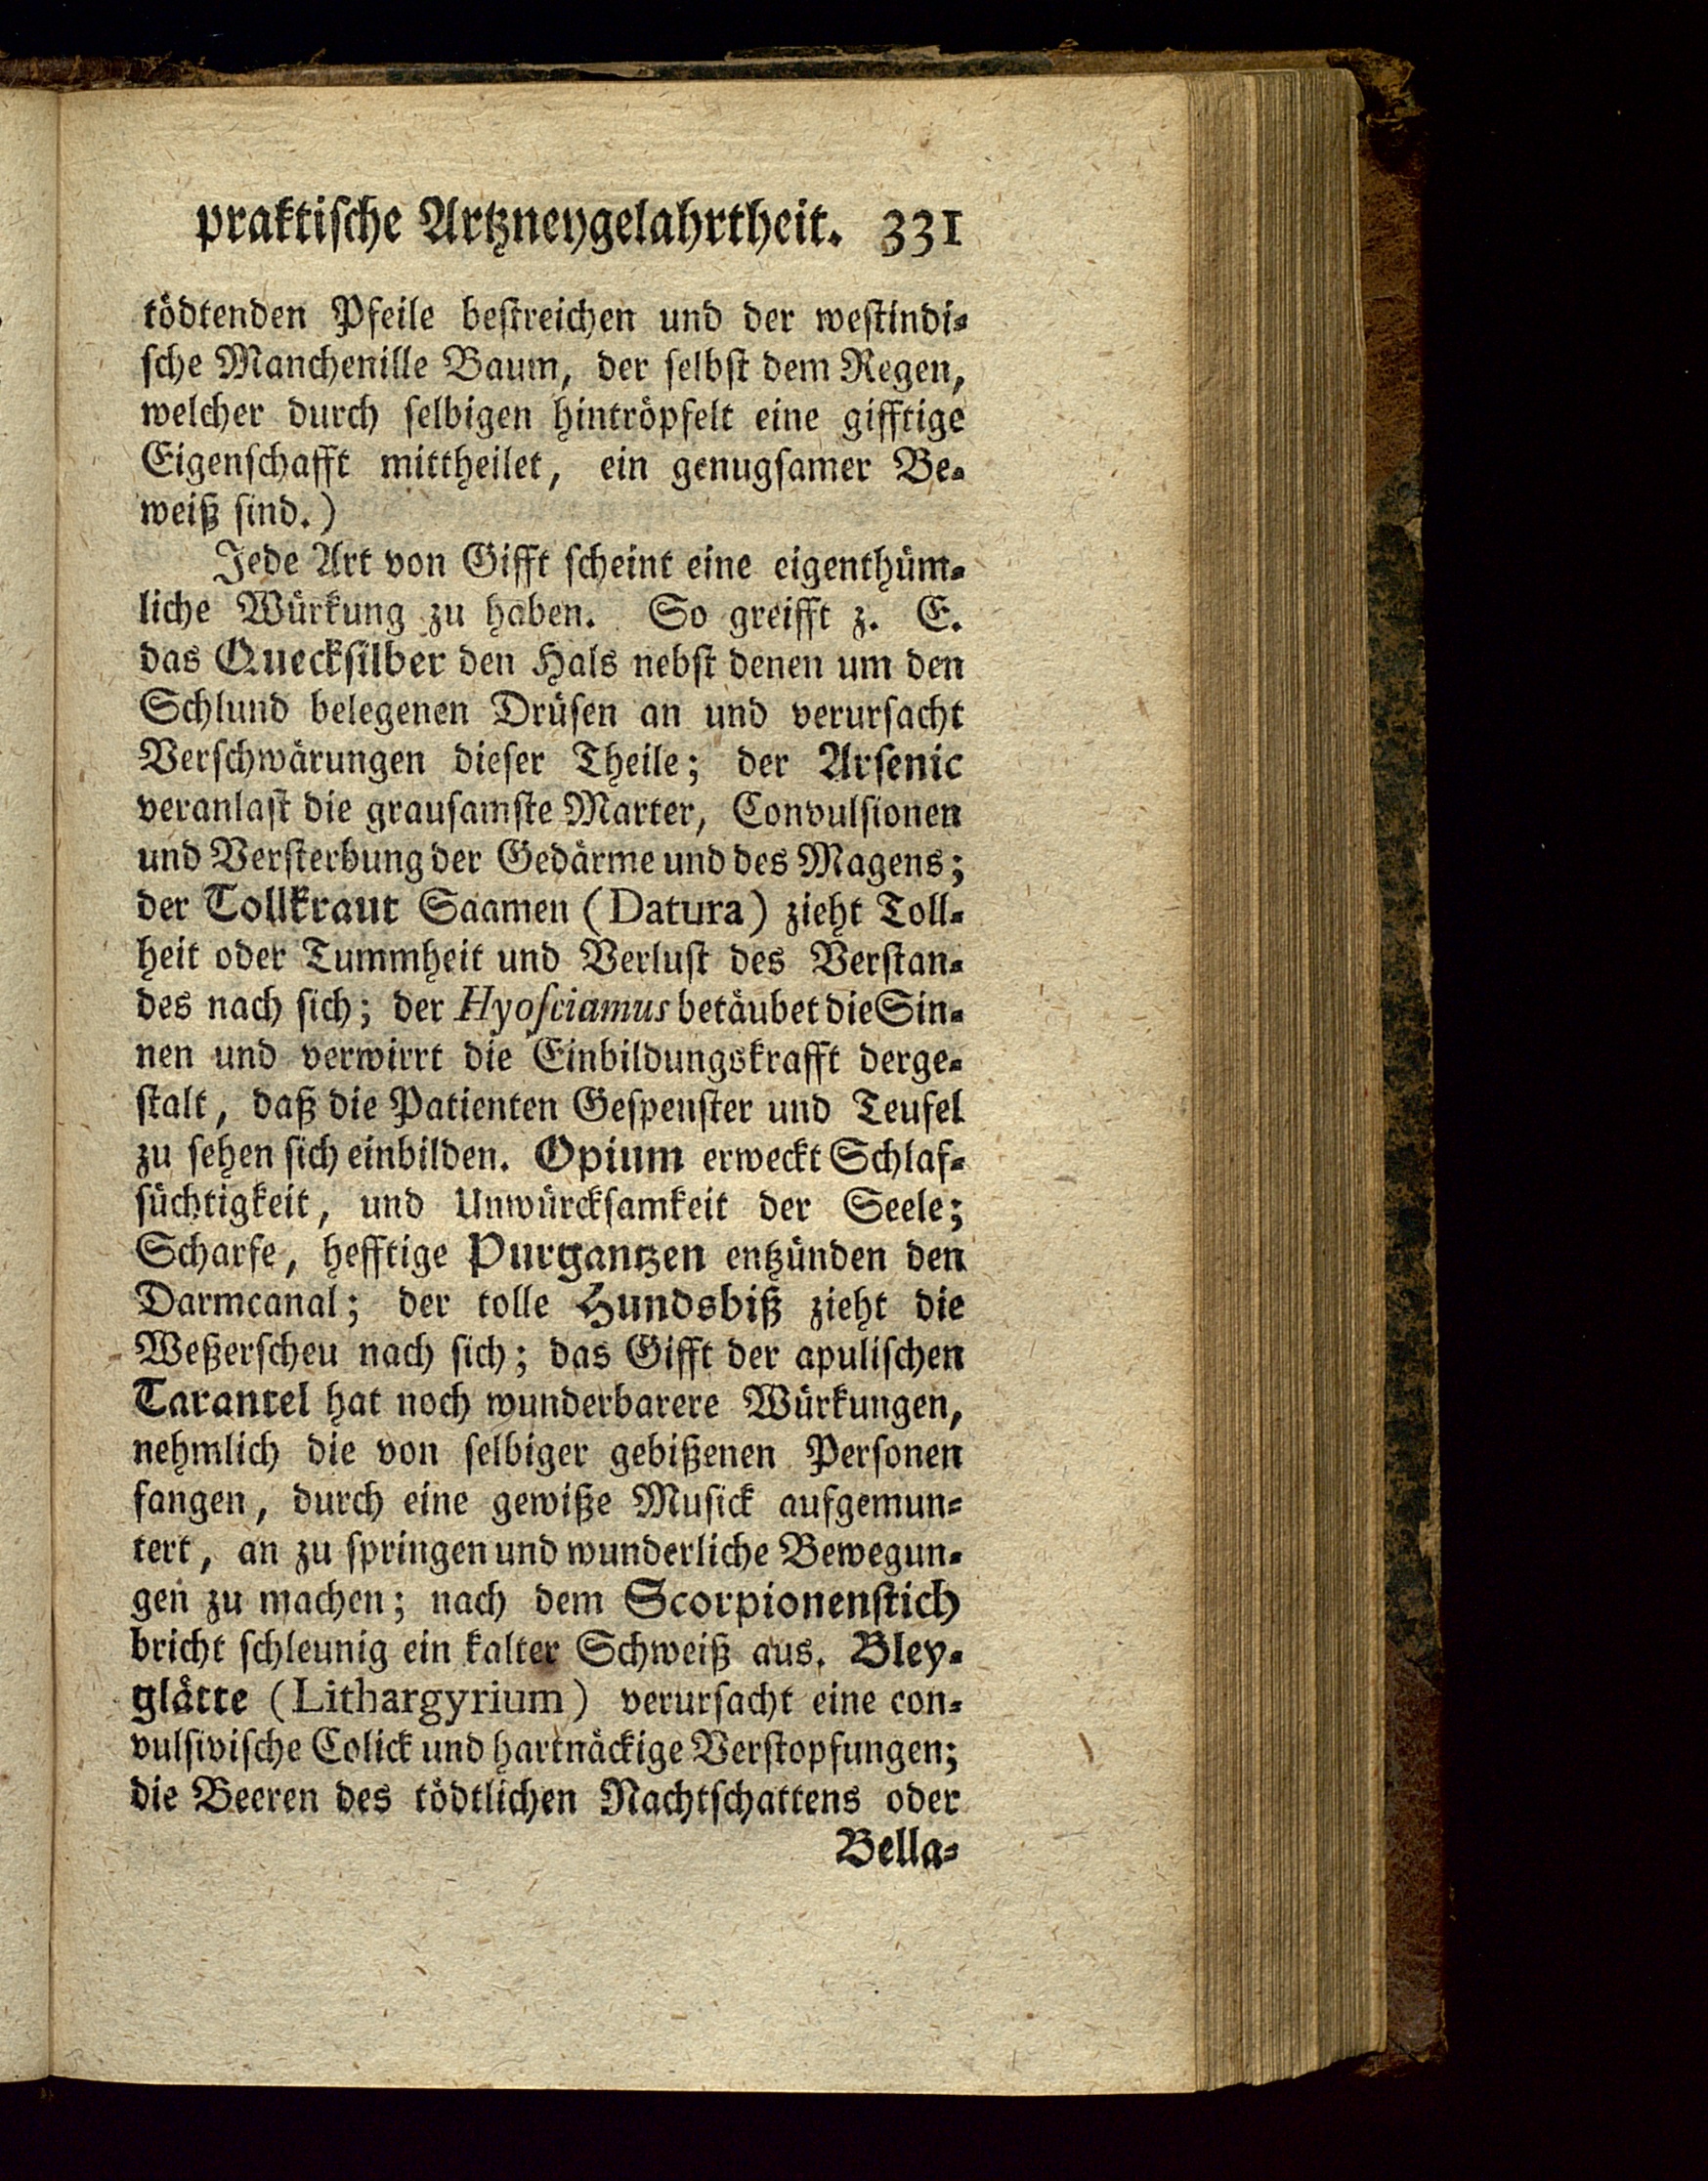 praktische Artzneygelahrtheit. 331
tödtenden Pfeile bestreichen und der westindi-
sche Manchenille Baum, der selbst dem Regen,
welcher durch selbigen hintröpfelt eine gifftige
Eigenschafft mittheilet, ein genugsamer Be-
weiß sind.)
Jede Art von Gifft scheint eine eigenthüm-
liche Würkung zu haben. So greifft z. E.
das Quecksilber den Hals nebst denen um den
Schlund belegenen Drüsen an und verursacht
Verschwärungen dieser Theile; der Arsenic
veranlast die grausamste Marter, Convulsionen
und Versterbung der Gedärme und des Magens;
der Tollkraut Saamen (Datura) zieht Toll-
heit oder Tummheit und Verlust des Verstan-
des nach sich; der Hyosciamus betäubet die Sin-
nen und verwirrt die Einbildungskrafft derge-
stalt, daß die Patienten Gespenster und Teufel
zu sehen sich einbilden. Opium erweckt Schlaf-
süchtigkeit, und Unwürcksamkeit der Seele;
Scharfe, hefftige Purgantzen entzünden den
Darmcanal; der tolle Hundsbiß zieht die
Weßerscheu nach sich; das Gifft der apulischen
Tarantel hat noch wunderbarere Würkungen,
nehmlich die von selbiger gebißenen Personen
fangen, durch eine gewiße Musick aufgemun-
tert, an zu springen und wunderliche Bewegun-
gen zu machen; nach dem Scorpionenstich
bricht schleunig ein kalter Schweiß aus. Bley-
glätte (Lithargyrium) verursacht eine con-
vulsivische Colick und hartnäckige Verstopfungen;
die Beeren des tödtlichen Nachtschattens oder
Bella-